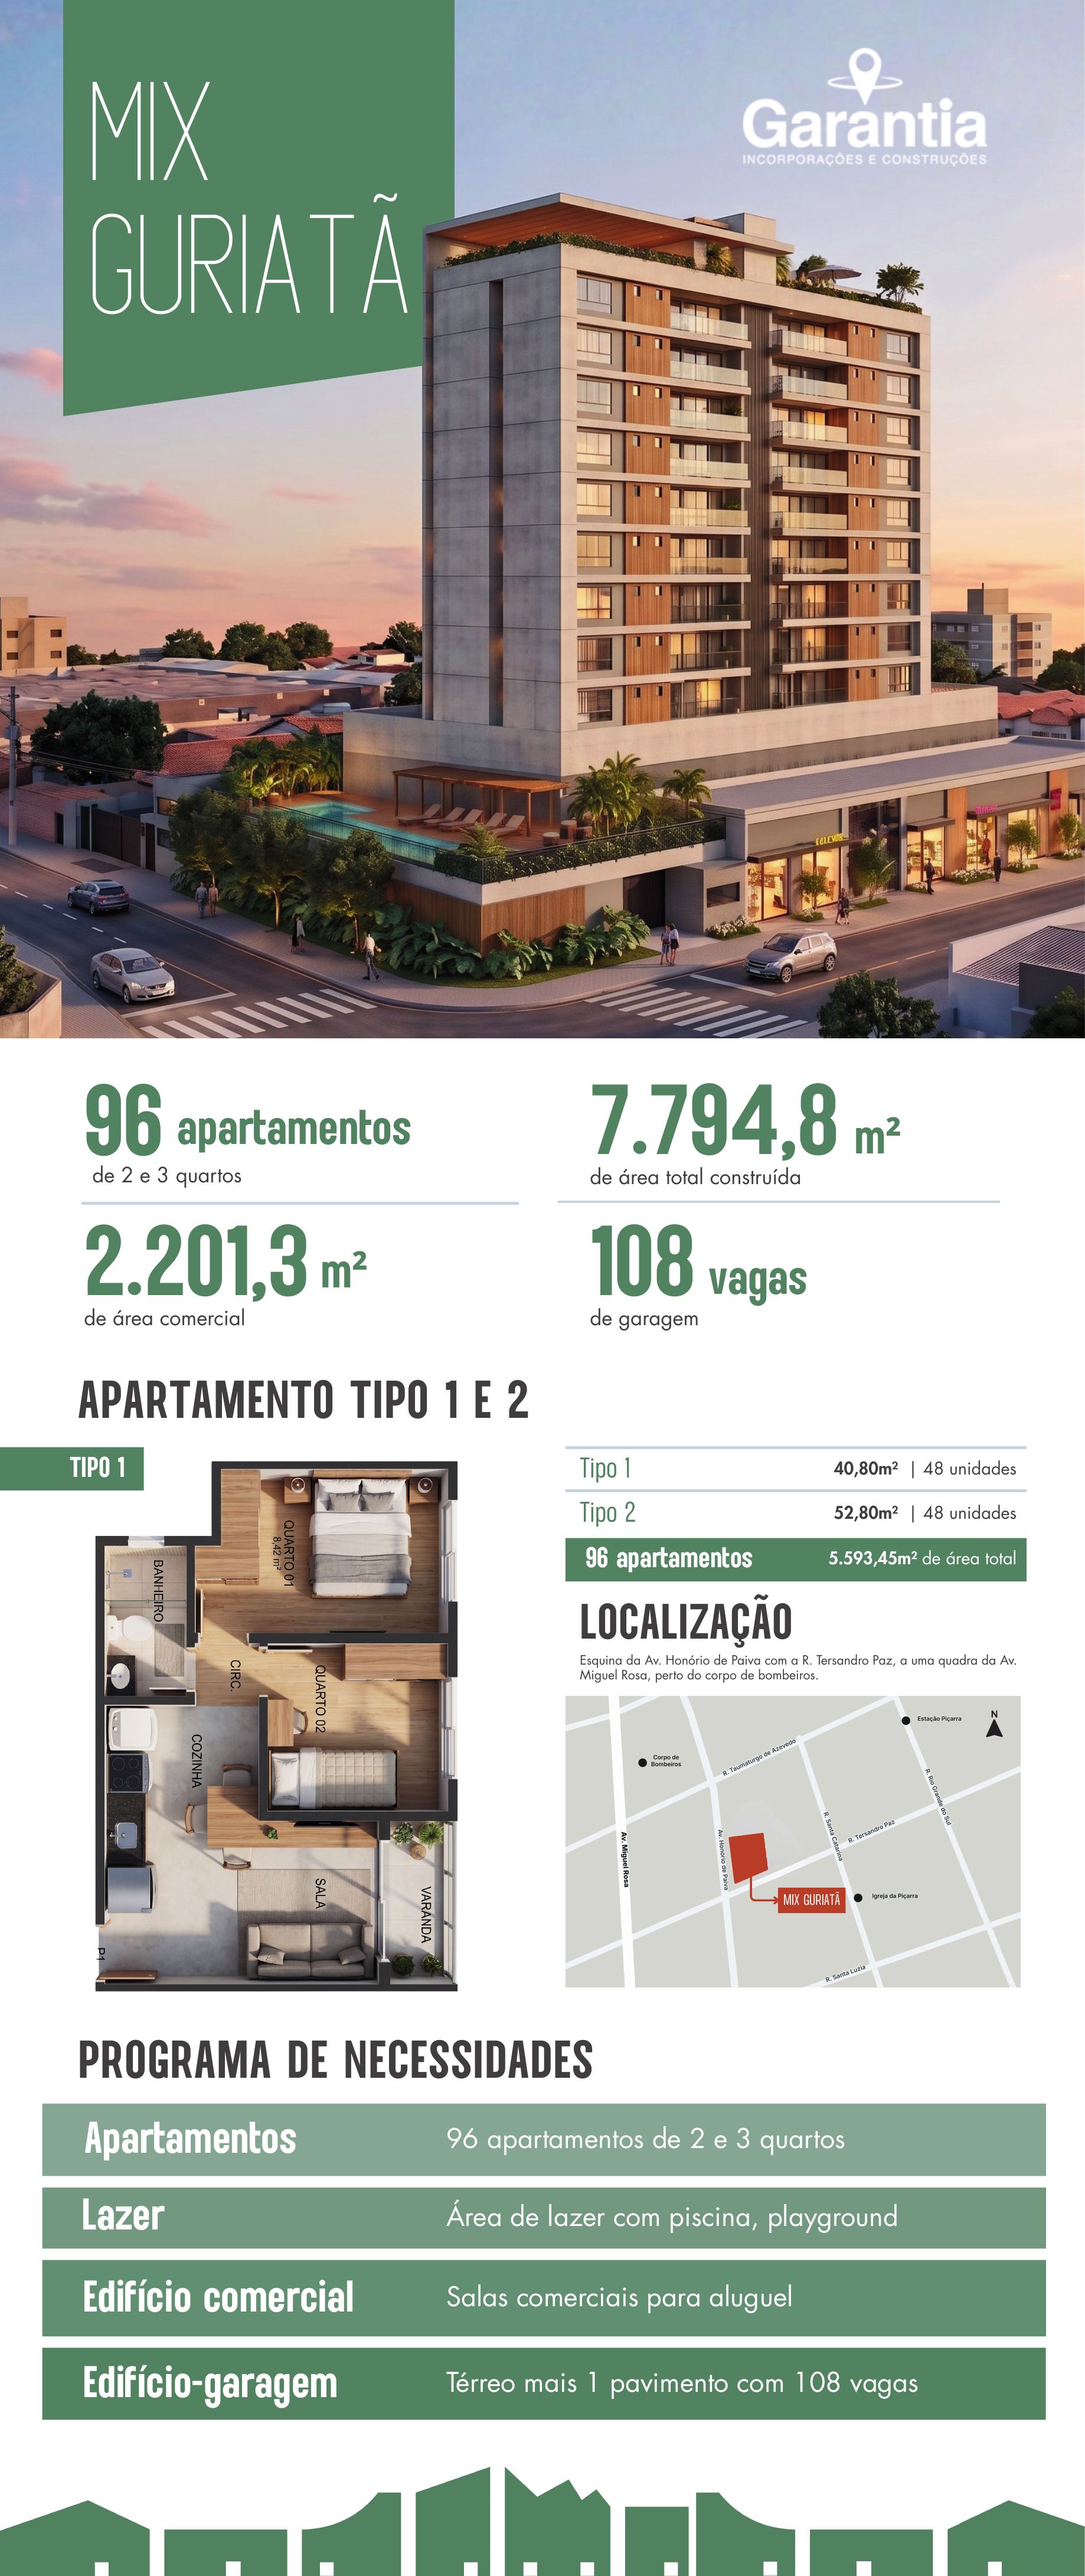 MIX
GURIATÃ
Garantia
INCORPORAÇÕES E CONSTRUÇÕES
96 apartamentos
de 2 e 3 quartos
7.794,8 m²
de área total construída
2.201,3 m²
de área comercial
108 vagas
de garagem
APARTAMENTO TIPO 1 E 2
TIPO 1
QUARTO 01
8,42 m²
BANHEIRO
CIRC.
QUARTO 02
COZINHA
SALA
VARANDA
P1
Tipo 1 40,80m² | 48 unidades
Tipo 2 52,80m² | 48 unidades
96 apartamentos 5.593,45m² de área total
LOCALIZAÇÃO
Esquina da Av. Honório de Paiva com a R. Tersandro Paz, a uma quadra da Av.
Miguel Rosa, perto do corpo de bombeiros.
Estação Piçarra
N
Corpo de
Bombeiros
R. Taumaturgo de Azevedo
R. Rio Grande do Sul
R. Santa Catarina
R. Tersandro Paz
Av. Miguel Rosa
Av. Honório de Paiva
MIX GURIATÃ
Igreja da Piçarra
R. Santa Luzia
PROGRAMA DE NECESSIDADES
Apartamentos 96 apartamentos de 2 e 3 quartos
Lazer Área de lazer com piscina, playground
Edifício comercial Salas comerciais para aluguel
Edifício-garagem Térreo mais 1 pavimento com 108 vagas